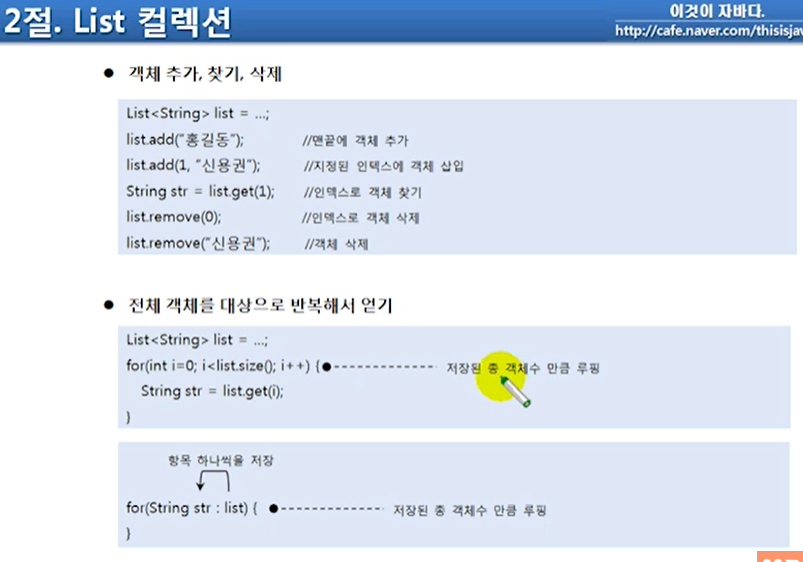 2절. List 컬렉션
이것이 자바다.
http://cafe.naver.com/thisisjav
● 객체 추가, 찾기, 삭제
List<String> list = ...;
list.add("홍길동"); //맨끝에 객체 추가
list.add(1, "신용권"); //지정된 인덱스에 객체 삽입
String str = list.get(1); //인덱스로 객체 찾기
list.remove(0); //인덱스로 객체 삭제
list.remove("신용권"); //객체 삭제
● 전체 객체를 대상으로 반복해서 얻기
List<String> list = ...;
for(int i=0; i<list.size(); i++) { 저장된 총 객체수 만큼 루핑
String str = list.get(i);
}
항목 하나씩을 저장
for(String str : list) { 저장된 총 객체수 만큼 루핑
}